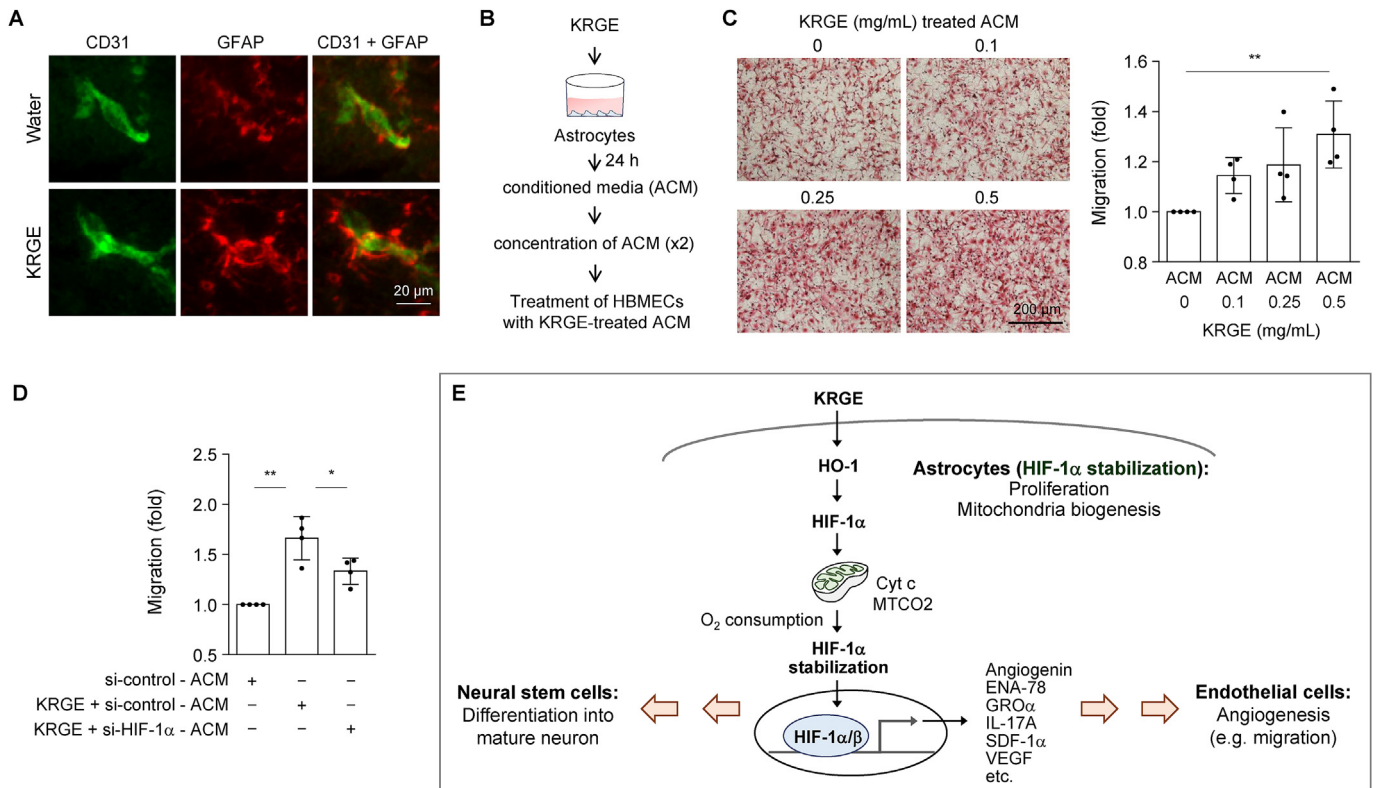 A
CD31 GFAP CD31 + GFAP
Water
KRGE
20 µm
B
KRGE
Astrocytes
24 h
conditioned media (ACM)
concentration of ACM (x2)
Treatment of HBMECs
with KRGE-treated ACM
C
KRGE (mg/mL) treated ACM
0 0.1
0.25 0.5
200 µm
Migration (fold)
1.6
1.4
1.2
1.0
0.8
**
ACM ACM ACM ACM
0 0.1 0.25 0.5
KRGE (mg/mL)
D
Migration (fold)
2.5
2.0
1.5
1.0
0.5
** *
si-control - ACM + − −
KRGE + si-control - ACM − + −
KRGE + si-HIF-1α - ACM − − +
E
KRGE
HO-1
HIF-1α
Astrocytes (HIF-1α stabilization):
Proliferation
Mitochondria biogenesis
Cyt c
MTCO2
O₂ consumption
HIF-1α
stabilization
HIF-1α/β
Neural stem cells:
Differentiation into
mature neuron
Angiogenin
ENA-78
GROα
IL-17A
SDF-1α
VEGF
etc.
Endothelial cells:
Angiogenesis
(e.g. migration)